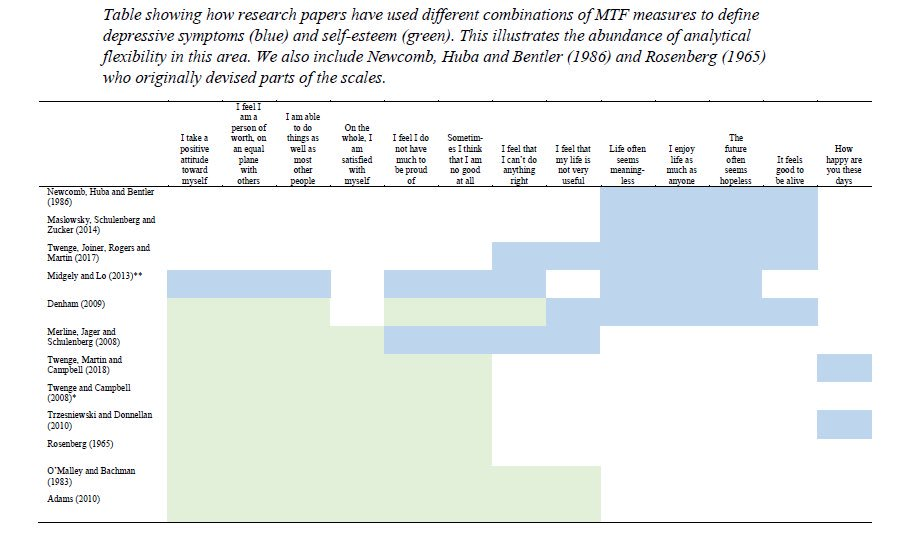 Table showing how research papers have used different combinations of MTF measures to define
depressive symptoms (blue) and self-esteem (green). This illustrates the abundance of analytical
flexibility in this area. We also include Newcomb, Huba and Bentler (1986) and Rosenberg (1965)
who originally devised parts of the scales.
I take a
positive
attitude
toward
myself
I feel I
am a
person of
worth, on
an equal
plane
with
others
I am able
to do
things as
well as
most
other
people
On the
whole, I
am
satisfied
with
myself
I feel I do
not have
much to
be proud
of
Sometim-
es I think
that I am
no good
at all
I feel that
I can't do
anything
right
I feel that
my life is
not very
useful
Life often
seems
meaning-
less
I enjoy
life as
much as
anyone
The
future
often
seems
hopeless
It feels
good to
be alive
How
happy are
you these
days
Newcomb, Huba and Bentler
(1986)
Maslowsky, Schulenberg and
Zucker (2014)
Twenge, Joiner, Rogers and
Martin (2017)
Midgely and Lo (2013)**
Denham (2009)
Merline, Jager and
Schulenberg (2008)
Twenge, Martin and
Campbell (2018)
Twenge and Campbell
(2008)*
Trzesniewski and Donnellan
(2010)
Rosenberg (1965)
O'Malley and Bachman
(1983)
Adams (2010)